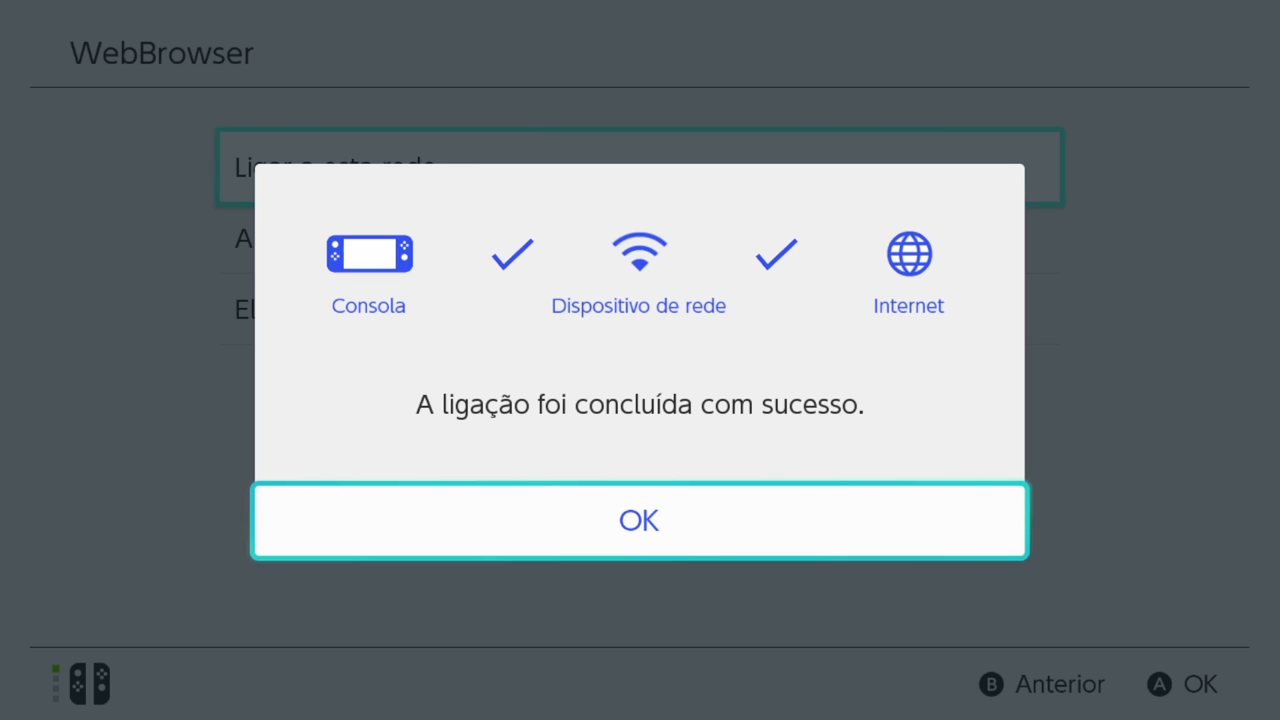 WebBrowser
Consola
Dispositivo de rede
Internet
A ligação foi concluída com sucesso.
OK
B Anterior
A OK